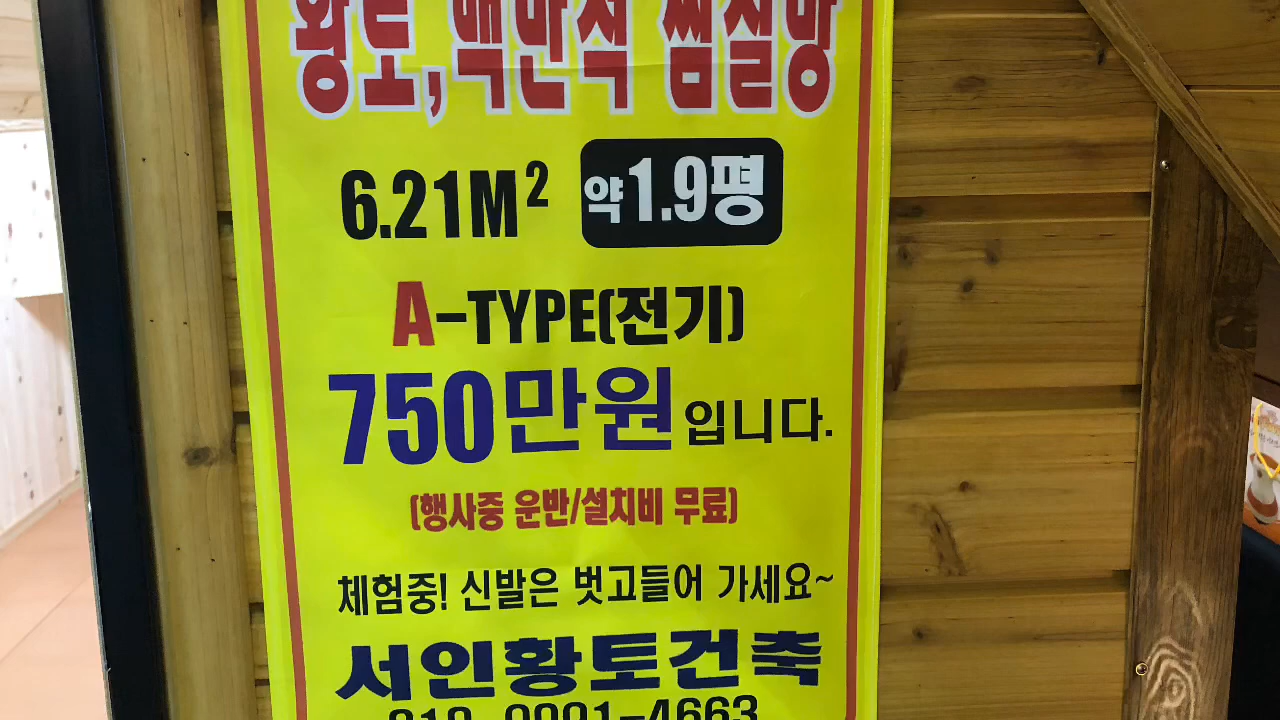 황토,맥반석 찜질방
6.21M² 약1.9평
A-TYPE(전기)
750만원입니다.
(행사중 운반/설치비 무료)
체험중! 신발은 벗고들어 가세요~
서인황토건축